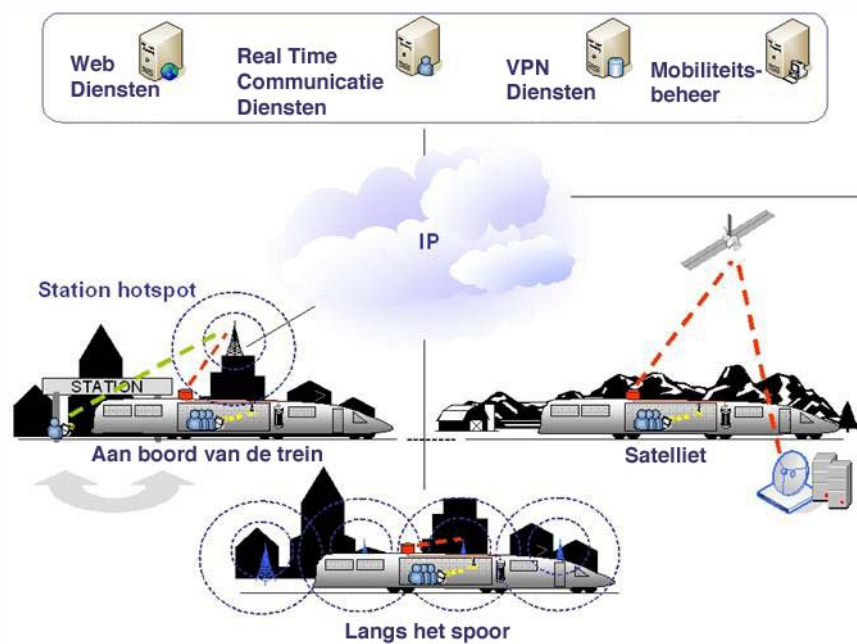 Web
Diensten
Real Time
Communicatie
Diensten
VPN
Diensten
Mobiliteits-
beheer
IP
Station hotspot
STATION
Aan boord van de trein
Satelliet
Langs het spoor